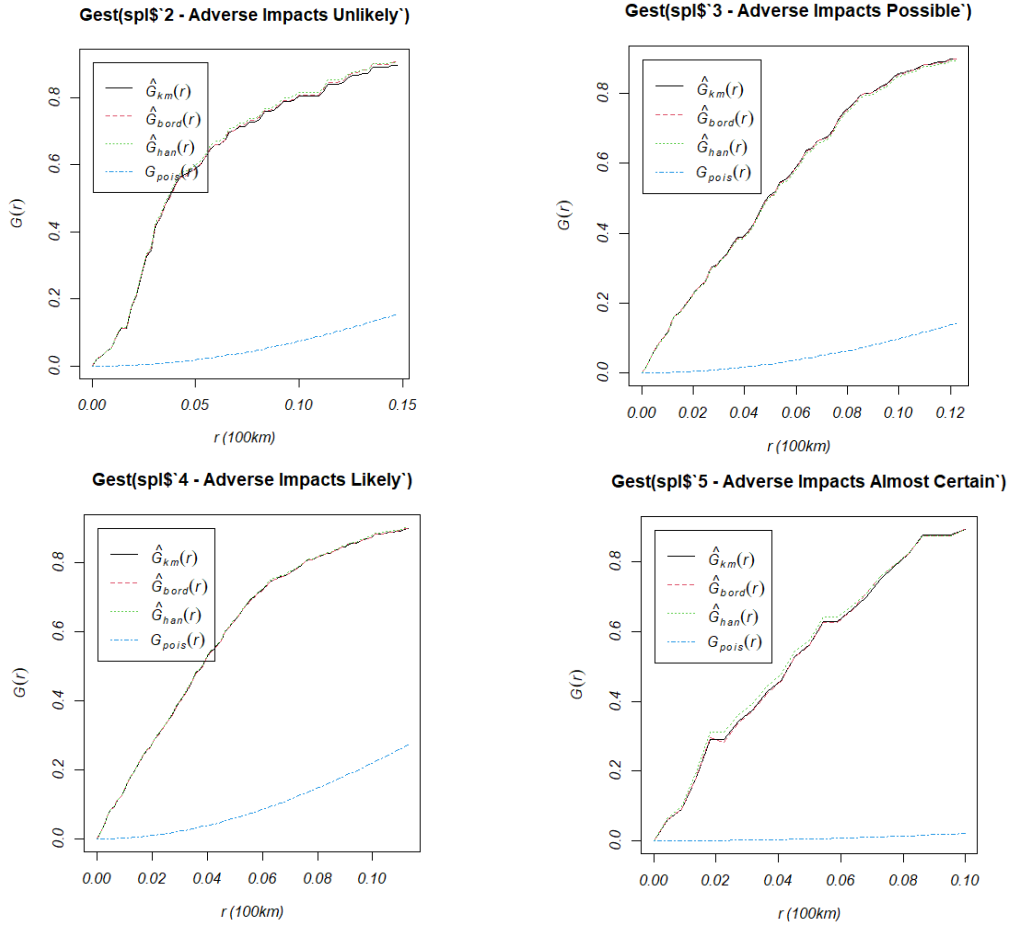 Gest(spl$`2 - Adverse Impacts Unlikely`)
G(r)
0.0 0.2 0.4 0.6 0.8
Ĝkm(r)
Ĝbord(r)
Ĝhan(r)
Gpois(r)
0.00 0.05 0.10 0.15
r (100km)
Gest(spl$`3 - Adverse Impacts Possible`)
G(r)
0.0 0.2 0.4 0.6 0.8
Ĝkm(r)
Ĝbord(r)
Ĝhan(r)
Gpois(r)
0.00 0.02 0.04 0.06 0.08 0.10 0.12
r (100km)
Gest(spl$`4 - Adverse Impacts Likely`)
G(r)
0.0 0.2 0.4 0.6 0.8
Ĝkm(r)
Ĝbord(r)
Ĝhan(r)
Gpois(r)
0.00 0.02 0.04 0.06 0.08 0.10
r (100km)
Gest(spl$`5 - Adverse Impacts Almost Certain`)
G(r)
0.0 0.2 0.4 0.6 0.8
Ĝkm(r)
Ĝbord(r)
Ĝhan(r)
Gpois(r)
0.00 0.02 0.04 0.06 0.08 0.10
r (100km)